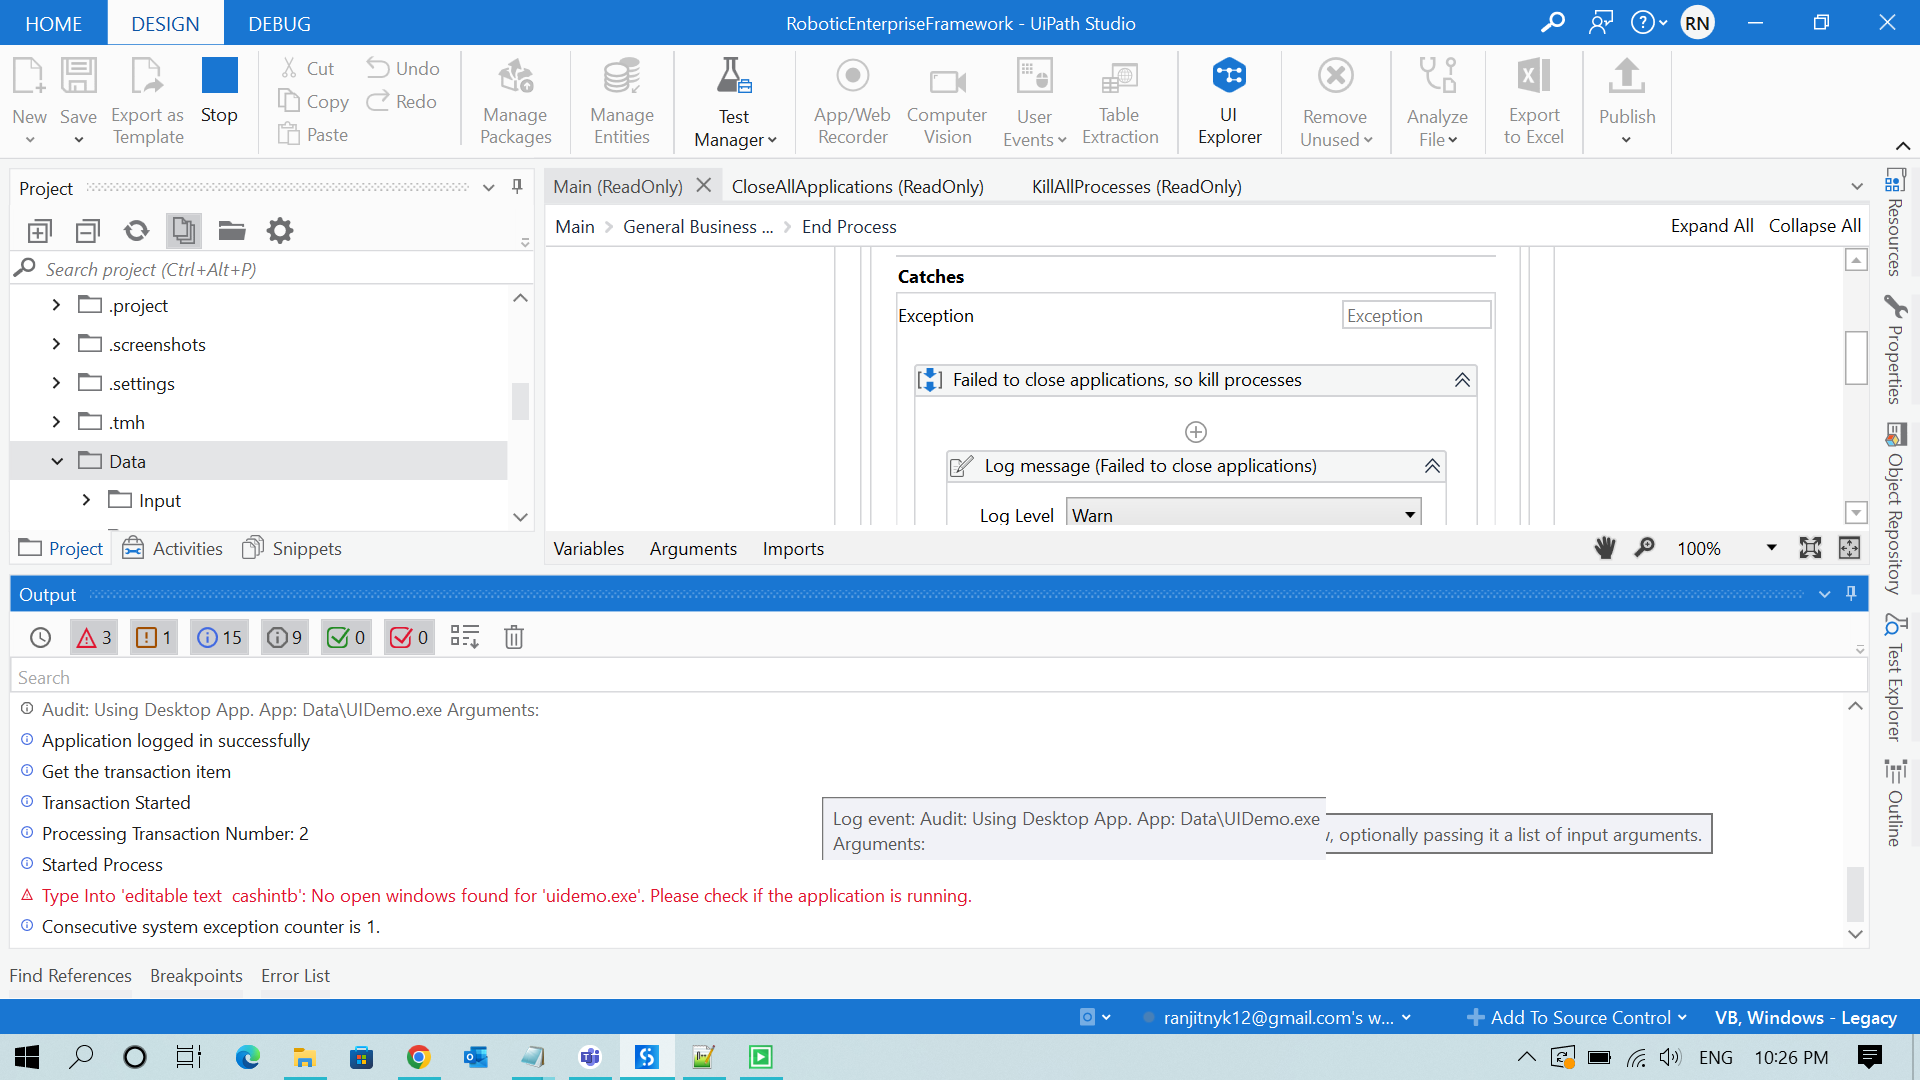 HOME DESIGN DEBUG
RoboticEnterpriseFramework - UiPath Studio
RN
New
Save
Export as
Template
Stop
Cut
Copy
Paste
Undo
Redo
Manage
Packages
Manage
Entities
Test
Manager
App/Web
Recorder
Computer
Vision
User
Events
Table
Extraction
UI
Explorer
Remove
Unused
Analyze
File
Export
to Excel
Publish
Project
Search project (Ctrl+Alt+P)
.project
.screenshots
.settings
.tmh
Data
Input
Project Activities Snippets
Main (ReadOnly) CloseAllApplications (ReadOnly) KillAllProcesses (ReadOnly)
Main General Business ... End Process
Expand All Collapse All
Catches
Exception Exception
Failed to close applications, so kill processes
Log message (Failed to close applications)
Log Level Warn
Variables Arguments Imports
100%
Resources
Properties
Object Repository
Test Explorer
Outline
Output
3 1 15 9 0 0
Search
Audit: Using Desktop App. App: Data\UIDemo.exe Arguments:
Application logged in successfully
Get the transaction item
Transaction Started
Processing Transaction Number: 2
Started Process
Type Into 'editable text  cashintb': No open windows found for 'uidemo.exe'. Please check if the application is running.
Consecutive system exception counter is 1.
Log event: Audit: Using Desktop App. App: Data\UIDemo.exe
Arguments:
, optionally passing it a list of input arguments.
Find References Breakpoints Error List
ranjitnyk12@gmail.com's w...
Add To Source Control
VB, Windows - Legacy
ENG 10:26 PM